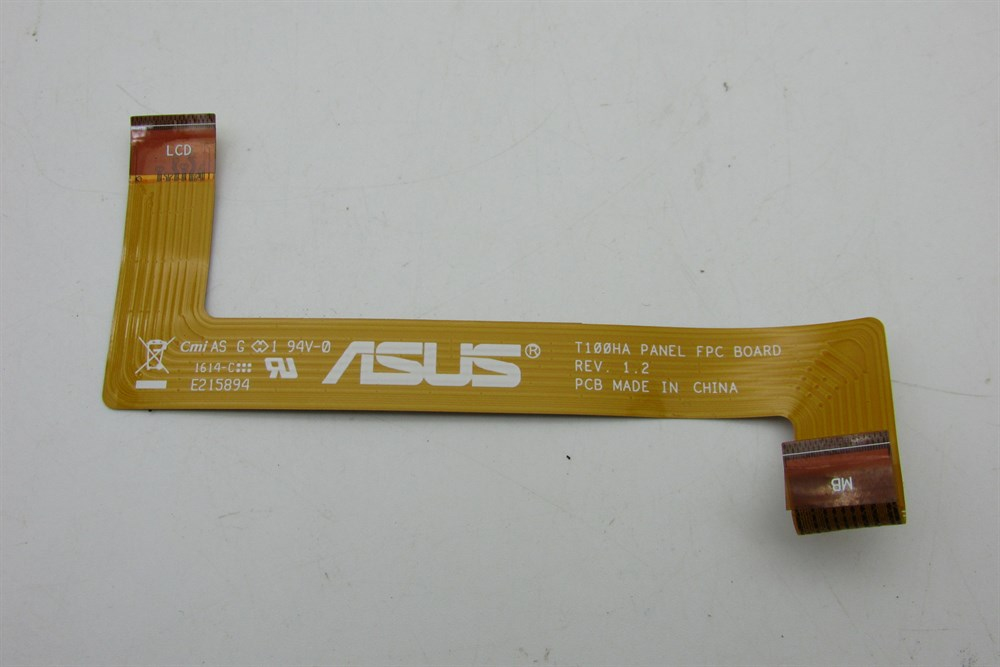 LCD
Cmi AS G 1 94V-0
1614-C
E215894
ASUS®
T100HA PANEL FPC BOARD
REV. 1.2
PCB MADE IN CHINA
MB